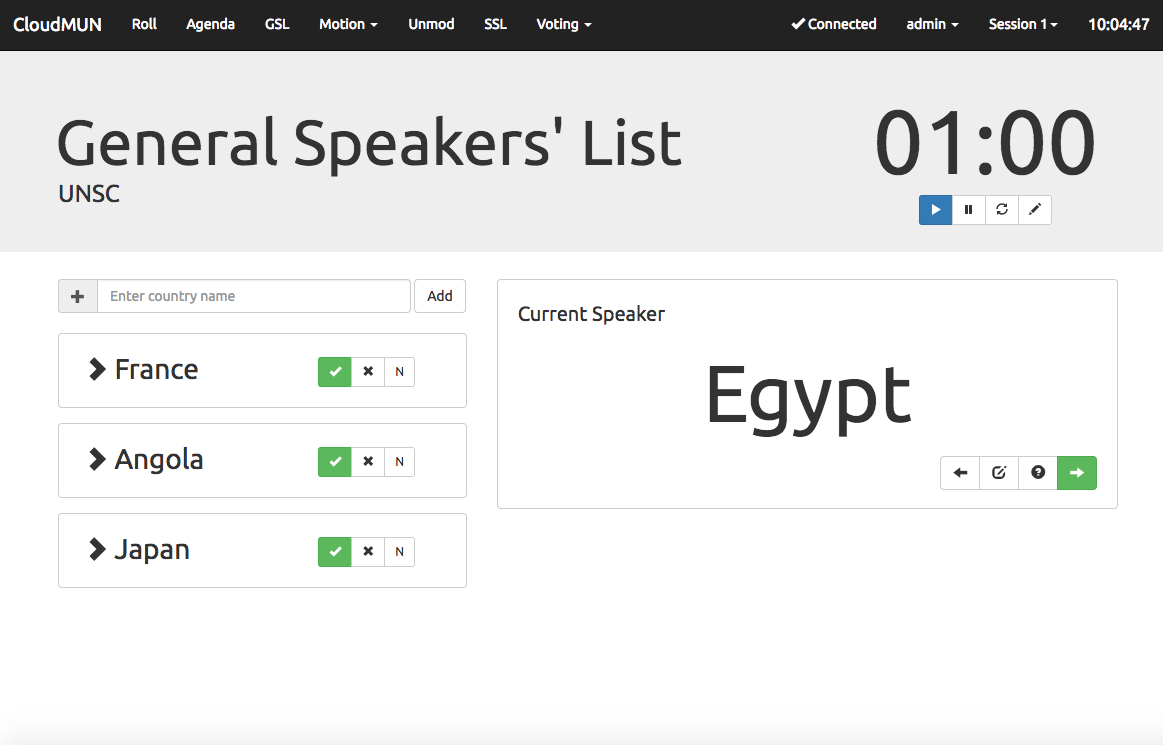 CloudMUN Roll Agenda GSL Motion Unmod SSL Voting Connected admin Session 1 10:04:47
General Speakers' List
UNSC
01:00
Enter country name Add
France N
Angola N
Japan N
Current Speaker
Egypt